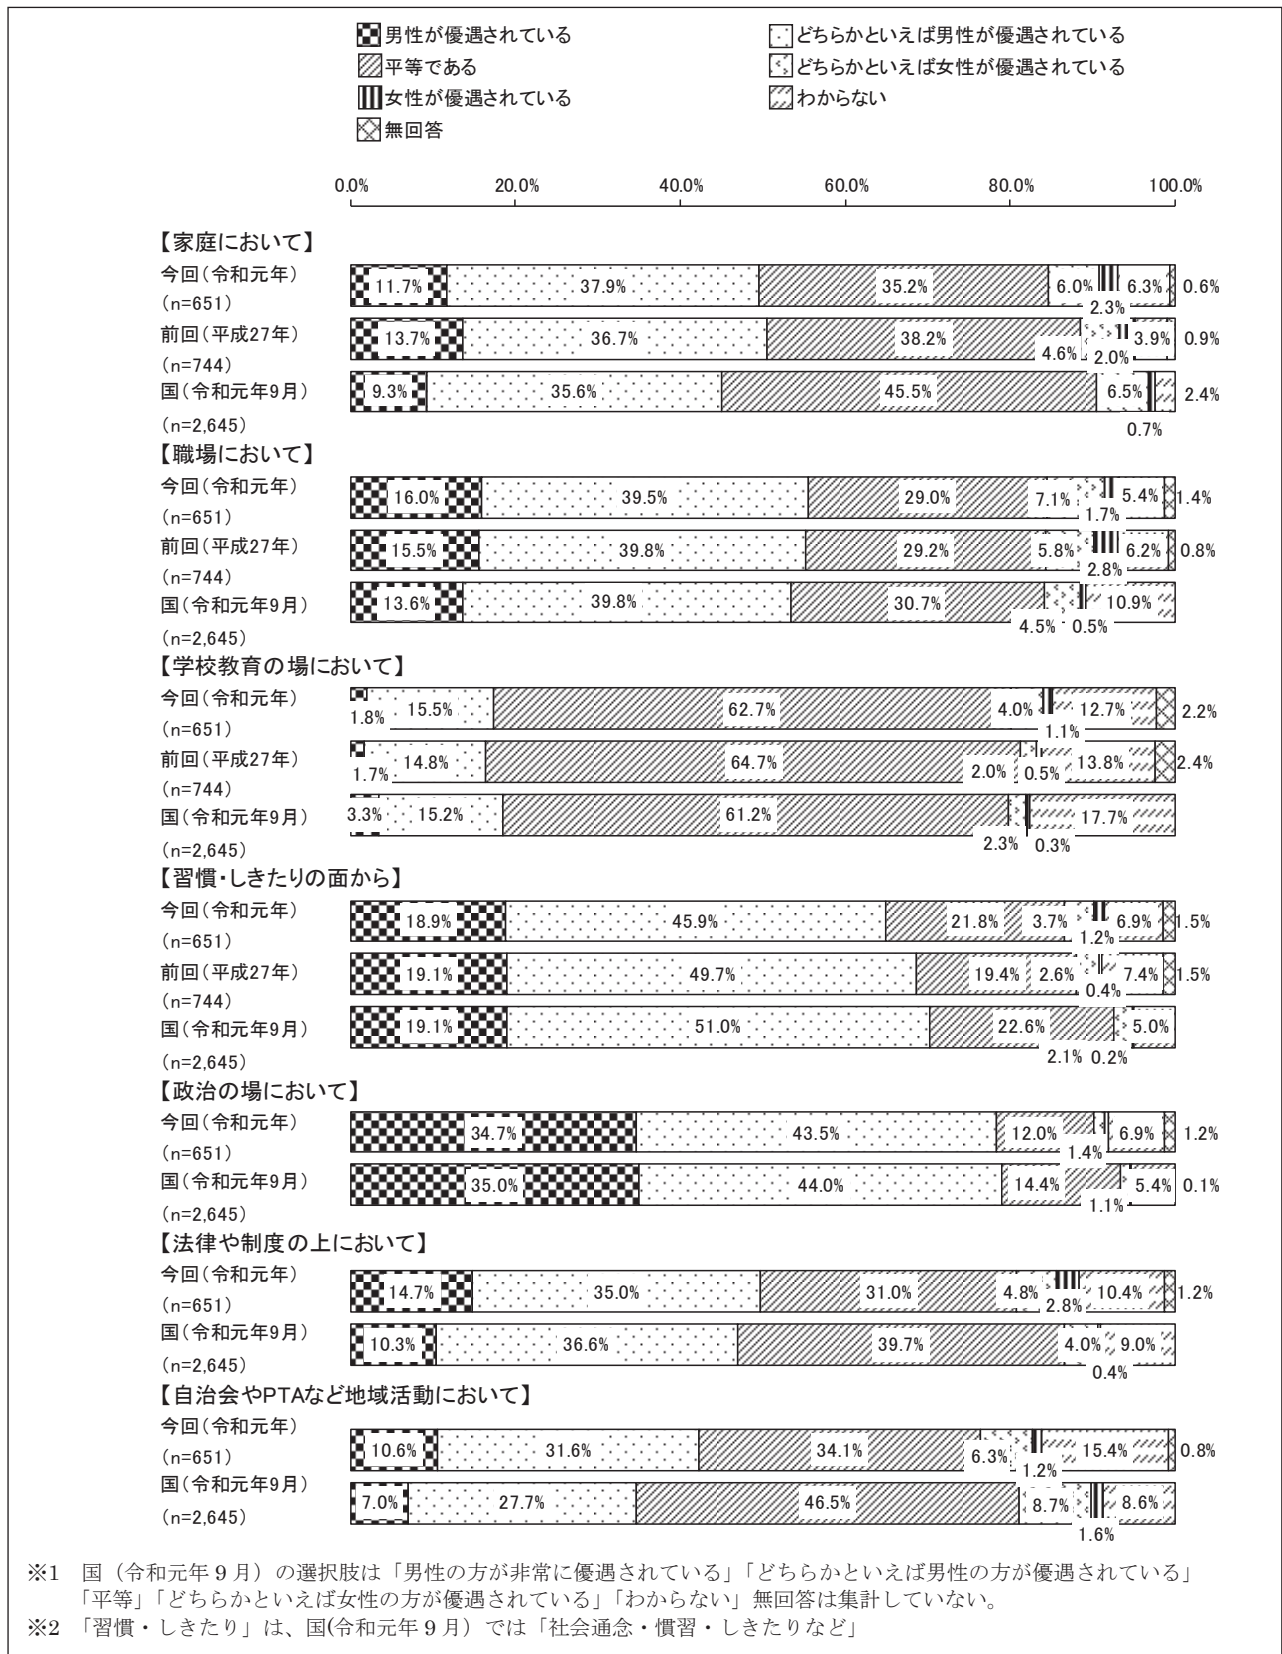 男性が優遇されている
どちらかといえば男性が優遇されている
平等である
どちらかといえば女性が優遇されている
女性が優遇されている
わからない
無回答
0.0% 20.0% 40.0% 60.0% 80.0% 100.0%
【家庭において】
今回(令和元年)
(n=651)
11.7% 37.9% 35.2% 6.0% 2.3% 6.3% 0.6%
前回(平成27年)
(n=744)
13.7% 36.7% 38.2% 4.6% 2.0% 3.9% 0.9%
国(令和元年9月)
(n=2,645)
9.3% 35.6% 45.5% 6.5% 0.7% 2.4%
【職場において】
今回(令和元年)
(n=651)
16.0% 39.5% 29.0% 7.1% 1.7% 5.4% 1.4%
前回(平成27年)
(n=744)
15.5% 39.8% 29.2% 5.8% 2.8% 6.2% 0.8%
国(令和元年9月)
(n=2,645)
13.6% 39.8% 30.7% 4.5% 0.5% 10.9%
【学校教育の場において】
今回(令和元年)
(n=651)
1.8% 15.5% 62.7% 4.0% 1.1% 12.7% 2.2%
前回(平成27年)
(n=744)
1.7% 14.8% 64.7% 2.0% 0.5% 13.8% 2.4%
国(令和元年9月)
(n=2,645)
3.3% 15.2% 61.2% 2.3% 0.3% 17.7%
【習慣・しきたりの面から】
今回(令和元年)
(n=651)
18.9% 45.9% 21.8% 3.7% 1.2% 6.9% 1.5%
前回(平成27年)
(n=744)
19.1% 49.7% 19.4% 2.6% 0.4% 7.4% 1.5%
国(令和元年9月)
(n=2,645)
19.1% 51.0% 22.6% 2.1% 0.2% 5.0%
【政治の場において】
今回(令和元年)
(n=651)
34.7% 43.5% 12.0% 1.4% 6.9% 1.2%
国(令和元年9月)
(n=2,645)
35.0% 44.0% 14.4% 1.1% 5.4% 0.1%
【法律や制度の上において】
今回(令和元年)
(n=651)
14.7% 35.0% 31.0% 4.8% 2.8% 10.4% 1.2%
国(令和元年9月)
(n=2,645)
10.3% 36.6% 39.7% 4.0% 0.4% 9.0%
【自治会やPTAなど地域活動において】
今回(令和元年)
(n=651)
10.6% 31.6% 34.1% 6.3% 1.2% 15.4% 0.8%
国(令和元年9月)
(n=2,645)
7.0% 27.7% 46.5% 8.7% 1.6% 8.6%
※1 国（令和元年9月）の選択肢は「男性の方が非常に優遇されている」「どちらかといえば男性の方が優遇されている」
「平等」「どちらかといえば女性の方が優遇されている」「わからない」無回答は集計していない。
※2 「習慣・しきたり」は、国(令和元年9月）では「社会通念・慣習・しきたりなど」